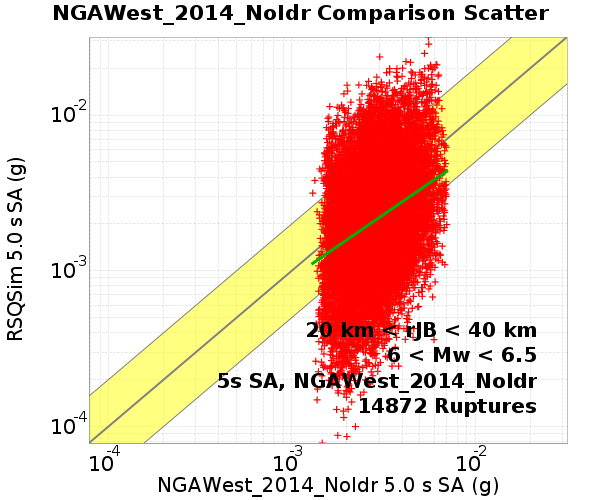 NGAWest_2014_NoIdr Comparison Scatter
RSQSim 5.0 s SA (g)
10-2
10-3
10-4
20 km < rJB < 40 km
6 < Mw < 6.5
5s SA, NGAWest_2014_NoIdr
14872 Ruptures
10-4
10-3
10-2
NGAWest_2014_NoIdr 5.0 s SA (g)